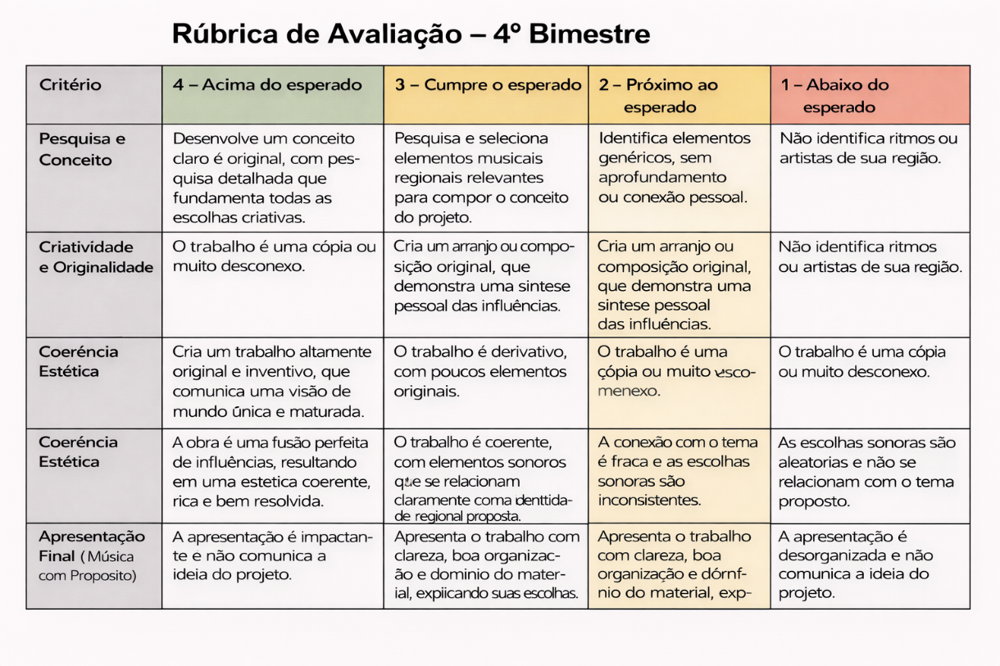 Rúbrica de Avaliação – 4º Bimestre
Critério
4 – Acima do esperado
3 – Cumpre o esperado
2 – Próximo ao
esperado
1 – Abaixo do
esperado
Pesquisa e
Conceito
Desenvolve um conceito
claro é original, com pes-
quisa detalhada que
fundamenta todas as
escolhas criativas.
Pesquisa e seleciona
elementos musicais
regionais relevantes
para compor o conceito
do projeto.
Identifica elementos
genéricos, sem
aprofundamento
ou conexão pessoal.
Não identifica ritmos ou
artistas de sua região.
Criatividade
e Originalidade
O trabalho é uma cópia ou
muito desconexo.
Cria um arranjo ou compo-
sição original, que
demonstra uma sintese
pessoal das influências.
Cria um arranjo ou
composição original,
que demonstra uma
sintese pessoal
das influéncias.
Não identifica ritmos
ou artistas de sua região.
Coeréncia
Estética
Cria um trabalho altamente
original e inventivo, que
comunica uma visão de
mundo única e maturada.
O trabalho é derivativo,
com poucos elementos
originais.
O trabalho é uma
çópia ou muito esco-
menexo.
O trabalho é uma cópia
ou muito desconexo.
Coeréncia
Estética
A obra é uma fusão perfeita
de influências, resultando
em uma estetica coerente,
rica e bem resolvida.
O trabalho é coerente,
com elementos sonoros
que se relacionam
claramente coma identtida-
de regional proposta.
A conexão com o tema
é fraca e as escolhas
sonoras são
inconsistentes.
As escolhas sonoras são
aleatorias e não se
relacionam com o tema
proposto.
Apresentação
Final (Música
com Proposito)
A apresentação é impactan-
te e não comunica a
ideia do projeto.
Apresenta o trabalho com
clareza, boa organizac-
ão e dominio do mater-
ial, expiicando suas escolhas.
Apresenta o trabalho
com clareza, boa
organização e dórnf-
nio do material, exp-
A apresentação é
desorganizada e não
comunica a ideia do
projeto.